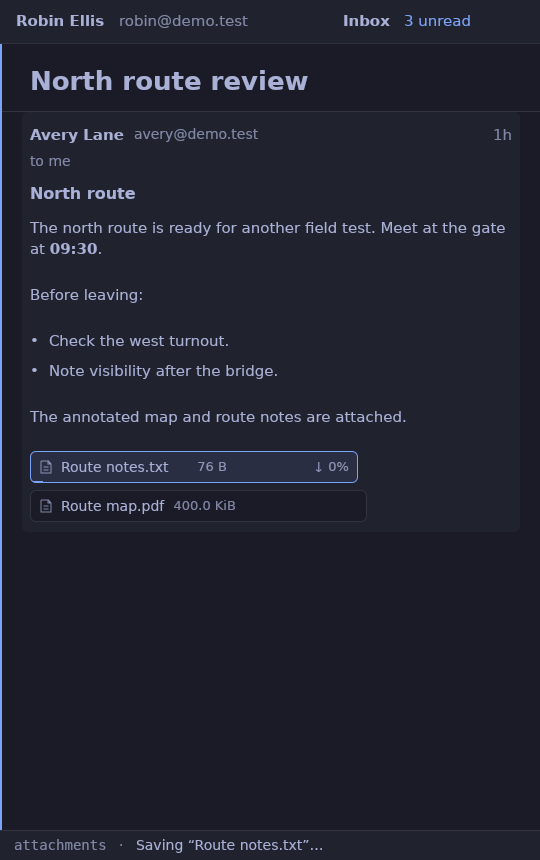 Robin Ellis robin@demo.test Inbox 3 unread
North route review
Avery Lane avery@demo.test 1h
to me
North route
The north route is ready for another field test. Meet at the gate
at 09:30.
Before leaving:
• Check the west turnout.
• Note visibility after the bridge.
The annotated map and route notes are attached.
Route notes.txt 76 B ↓ 0%
Route map.pdf 400.0 KiB
attachments · Saving “Route notes.txt”…